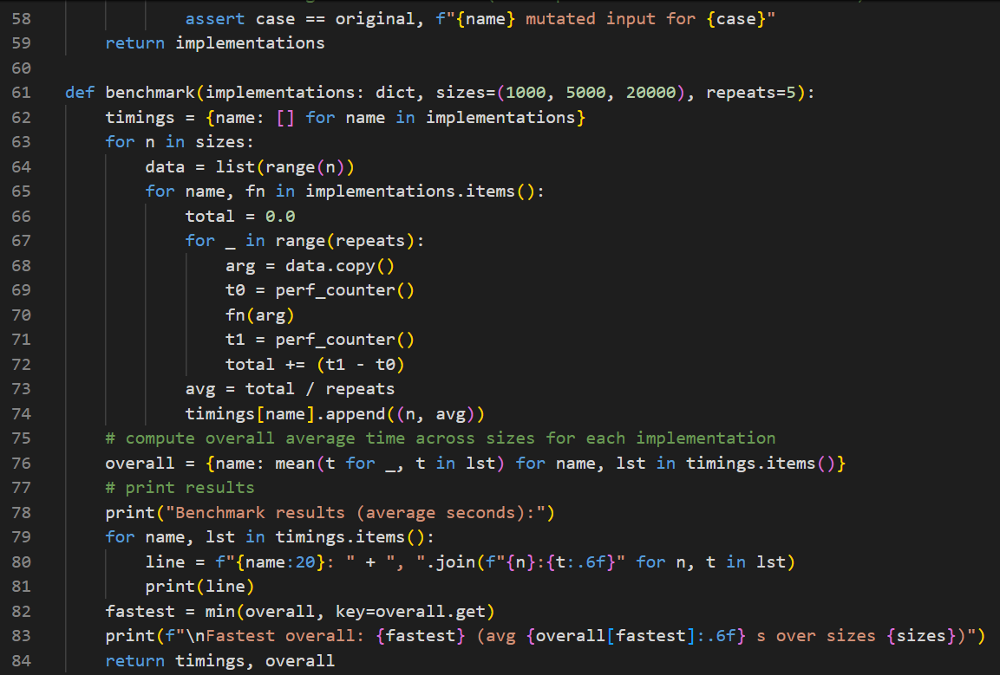 58 assert case == original, f"{name} mutated input for {case}"
59 return implementations
60
61 def benchmark(implementations: dict, sizes=(1000, 5000, 20000), repeats=5):
62 timings = {name: [] for name in implementations}
63 for n in sizes:
64 data = list(range(n))
65 for name, fn in implementations.items():
66 total = 0.0
67 for _ in range(repeats):
68 arg = data.copy()
69 t0 = perf_counter()
70 fn(arg)
71 t1 = perf_counter()
72 total += (t1 - t0)
73 avg = total / repeats
74 timings[name].append((n, avg))
75 # compute overall average time across sizes for each implementation
76 overall = {name: mean(t for _, t in lst) for name, lst in timings.items()}
77 # print results
78 print("Benchmark results (average seconds):")
79 for name, lst in timings.items():
80 line = f"{name:20}: " + ", ".join(f"{n}:{t:.6f}" for n, t in lst)
81 print(line)
82 fastest = min(overall, key=overall.get)
83 print(f"\nFastest overall: {fastest} (avg {overall[fastest]:.6f} s over sizes {sizes})")
84 return timings, overall